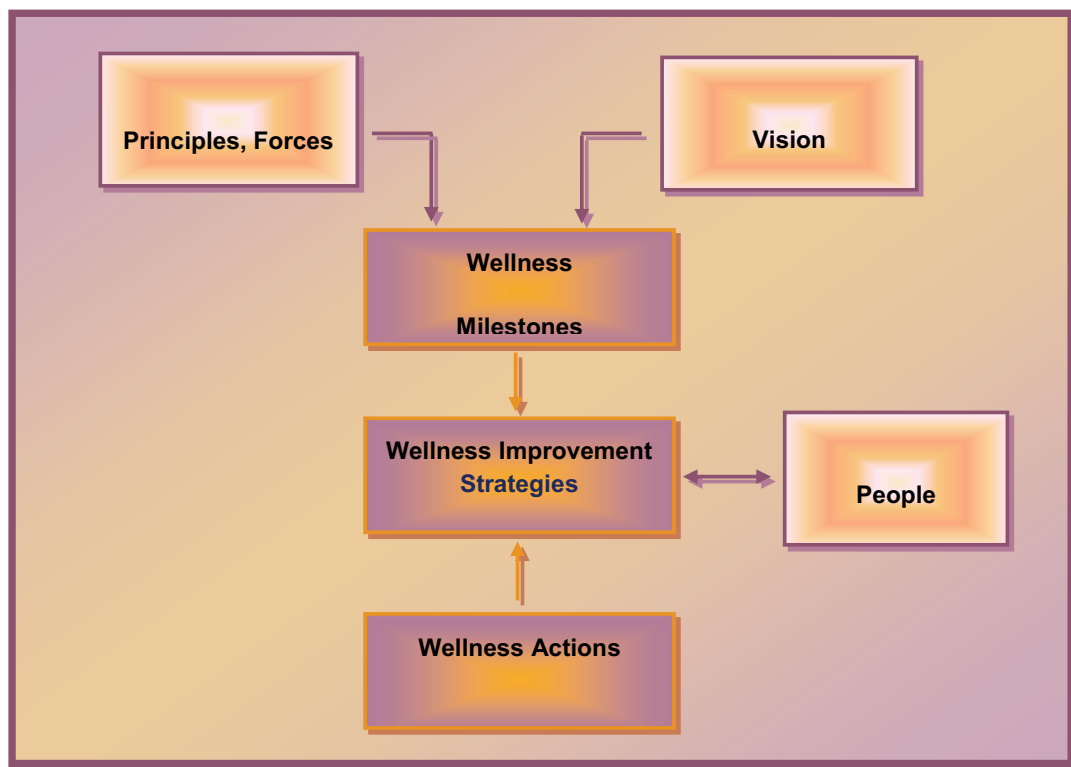 Principles, Forces
Vision
Wellness
Milestones
Wellness Improvement
Strategies
People
Wellness Actions